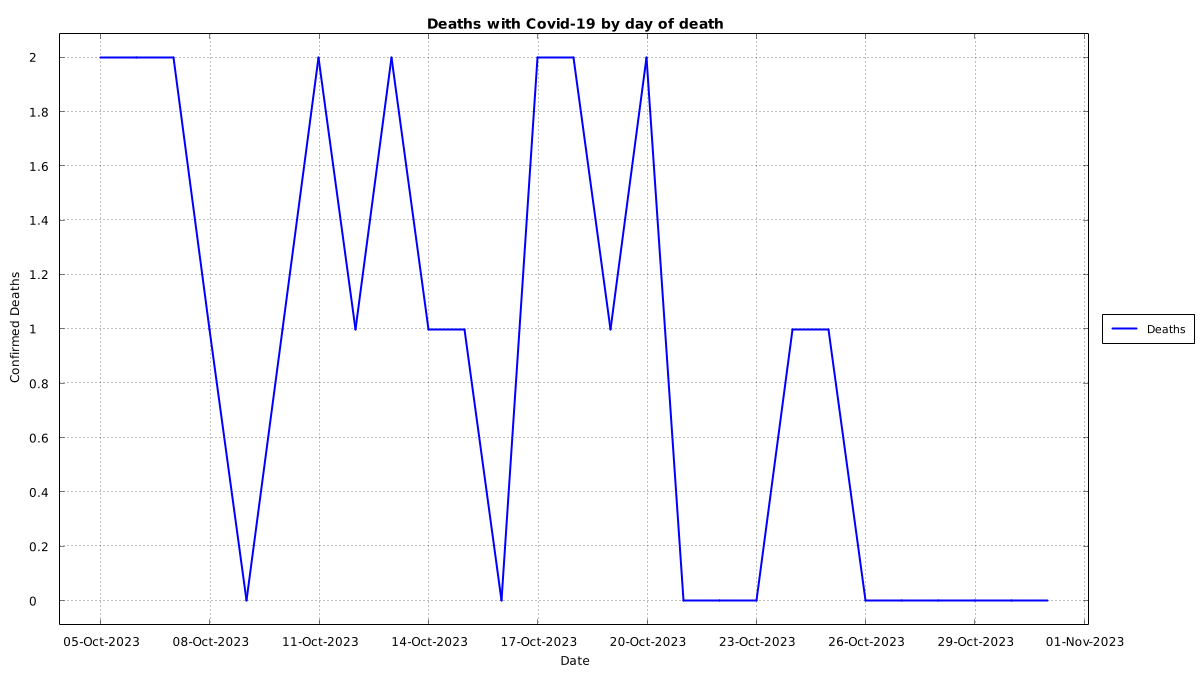 Deaths with Covid-19 by day of death
Confirmed Deaths
2
1.8
1.6
1.4
1.2
1
0.8
0.6
0.4
0.2
0
05-Oct-2023 08-Oct-2023 11-Oct-2023 14-Oct-2023 17-Oct-2023 20-Oct-2023 23-Oct-2023 26-Oct-2023 29-Oct-2023 01-Nov-2023
Date
Deaths